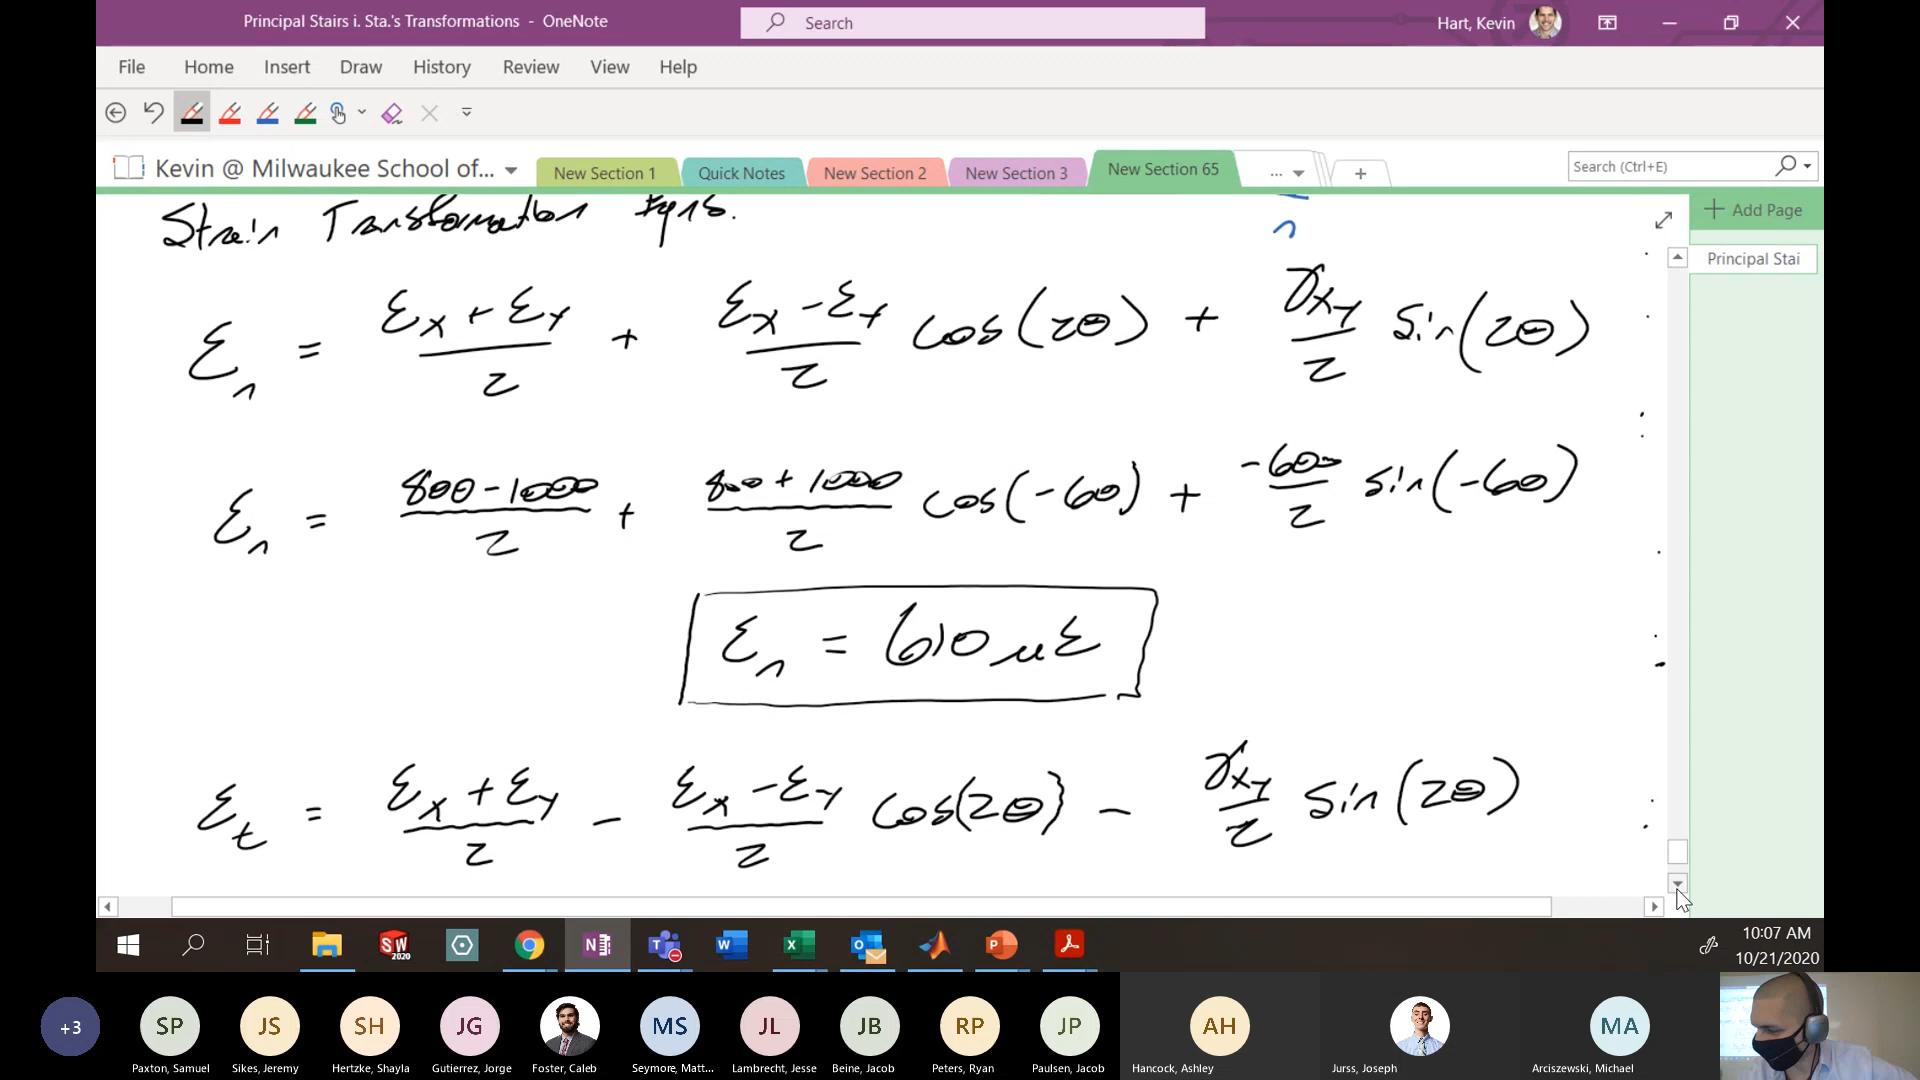 Principal Stairs i. Sta.'s Transformations - OneNote
Search
Hart, Kevin
File Home Insert Draw History Review View Help
Kevin @ Milwaukee School of...
New Section 1 Quick Notes New Section 2 New Section 3 New Section 65 ... +
Search (Ctrl+E)
Add Page
Principal Stai
Strain Transformation Eqns.
n
εn = (εx + εy)/2 + (εx - εy)/2 cos(2θ) + γxy/2 sin(2θ)
εn = (800 - 1000)/2 + (800 + 1000)/2 cos(-60) + -600/2 sin(-60)
εn = 610 με
εt = (εx + εy)/2 - (εx - εy)/2 cos(2θ) - γxy/2 sin(2θ)
SW 2020
10:07 AM
10/21/2020
+3 SP JS SH JG MS JL JB RP JP AH MA
Paxton, Samuel Sikes, Jeremy Hertzke, Shayla Gutierrez, Jorge Foster, Caleb Seymore, Matt... Lambrecht, Jesse Beine, Jacob Peters, Ryan Paulsen, Jacob Hancock, Ashley Jurss, Joseph Arciszewski, Michael